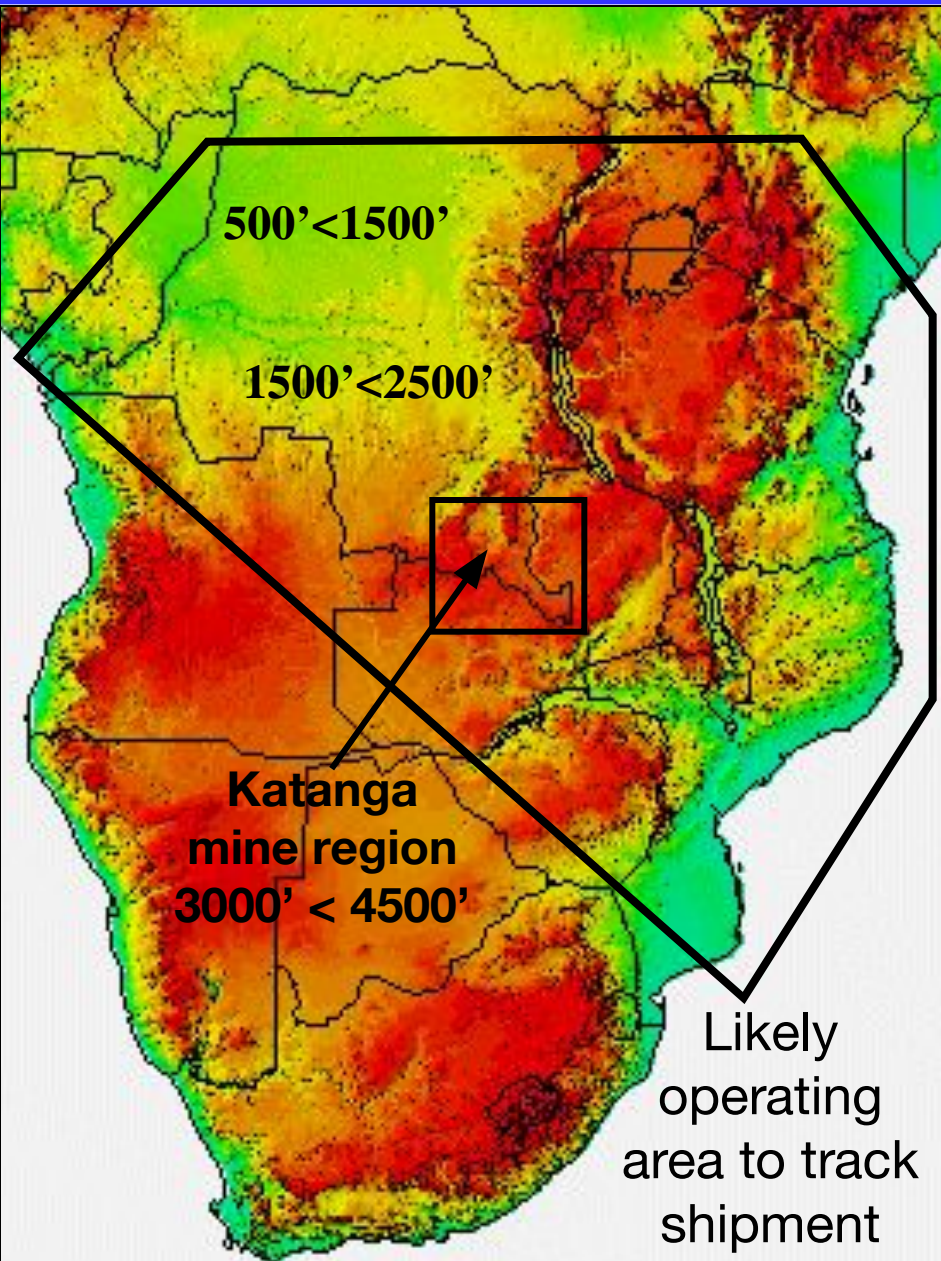 500’<1500’
1500’<2500’
Katanga
mine region
3000’ < 4500’
Likely
operating
area to track
shipment